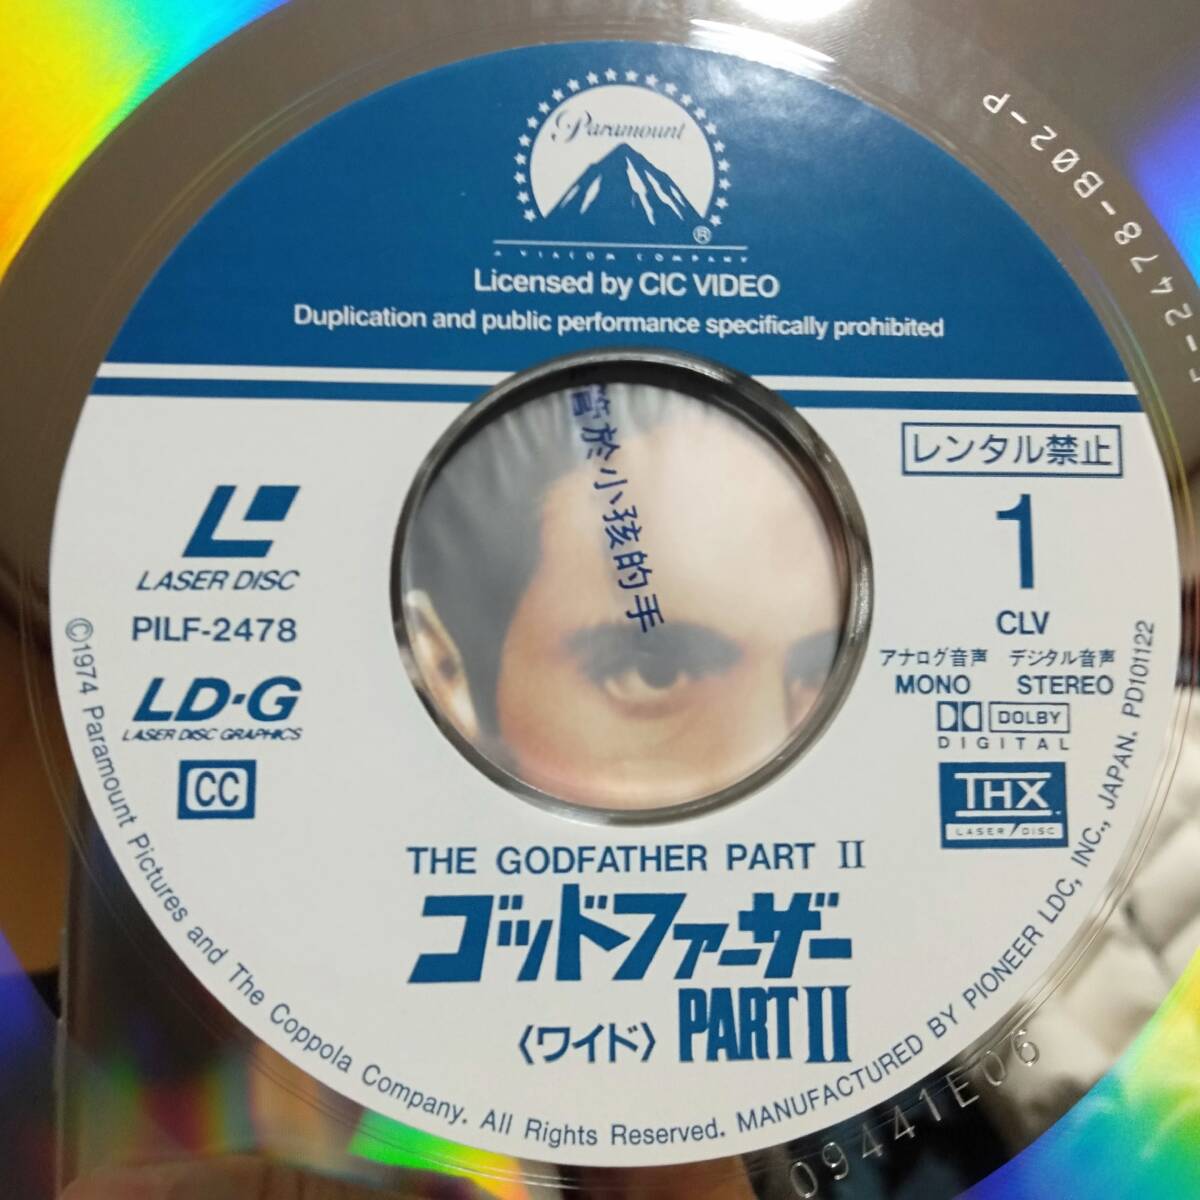 Paramount
®
A VIACOM COMPANY
Licensed by CIC VIDEO
Duplication and public performance specifically prohibited
レンタル禁止
LASER DISC
PILF-2478
LD·G
LASER DISC GRAPHICS
CC
1
CLV
アナログ音声 デジタル音声
MONO STEREO
DOLBY
DIGITAL
THX
LASER DISC
於小孩的手
THE GODFATHER PART II
ゴッドファーザー
〈ワイド〉 PART II
©1974 Paramount Pictures and The Coppola Company. All Rights Reserved. MANUFACTURED BY PIONEER LDC, INC., JAPAN. PD101122
-2478-B02-P
09441E06